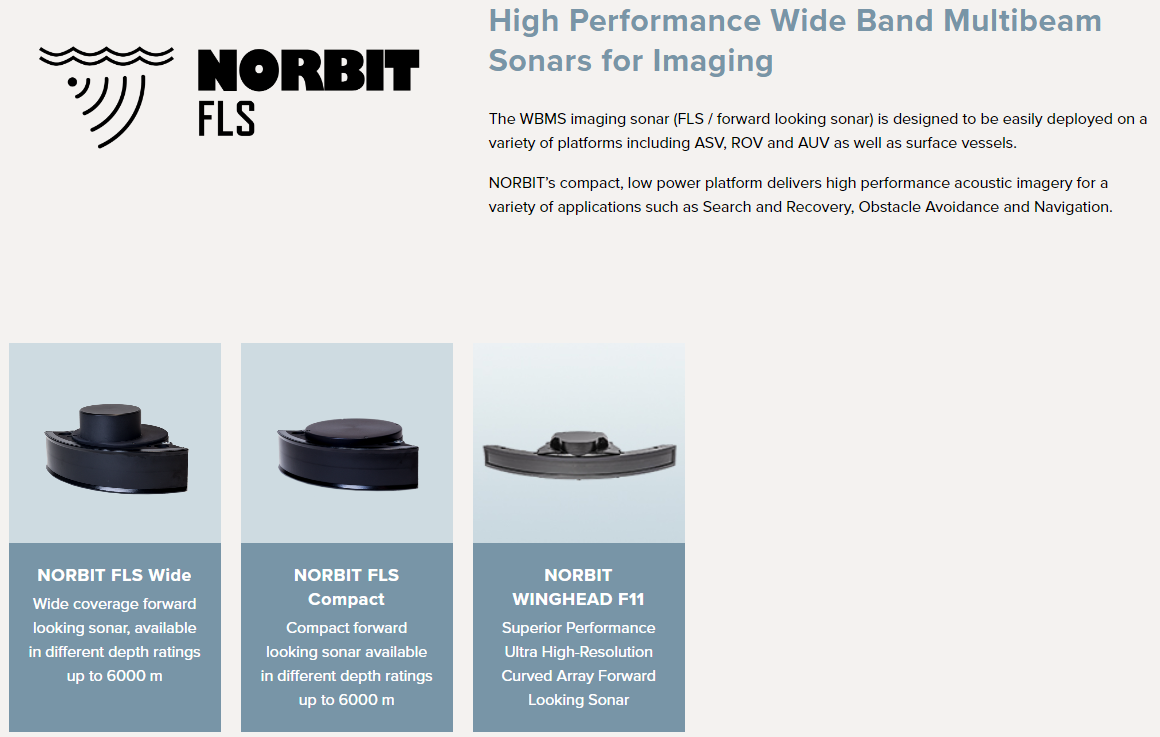 NORBIT
FLS
High Performance Wide Band Multibeam
Sonars for Imaging
The WBMS imaging sonar (FLS / forward looking sonar) is designed to be easily deployed on a
variety of platforms including ASV, ROV and AUV as well as surface vessels.
NORBIT’s compact, low power platform delivers high performance acoustic imagery for a
variety of applications such as Search and Recovery, Obstacle Avoidance and Navigation.
NORBIT FLS Wide
Wide coverage forward
looking sonar, available
in different depth ratings
up to 6000 m
NORBIT FLS
Compact
Compact forward
looking sonar available
in different depth ratings
up to 6000 m
NORBIT
WINGHEAD F11
Superior Performance
Ultra High-Resolution
Curved Array Forward
Looking Sonar